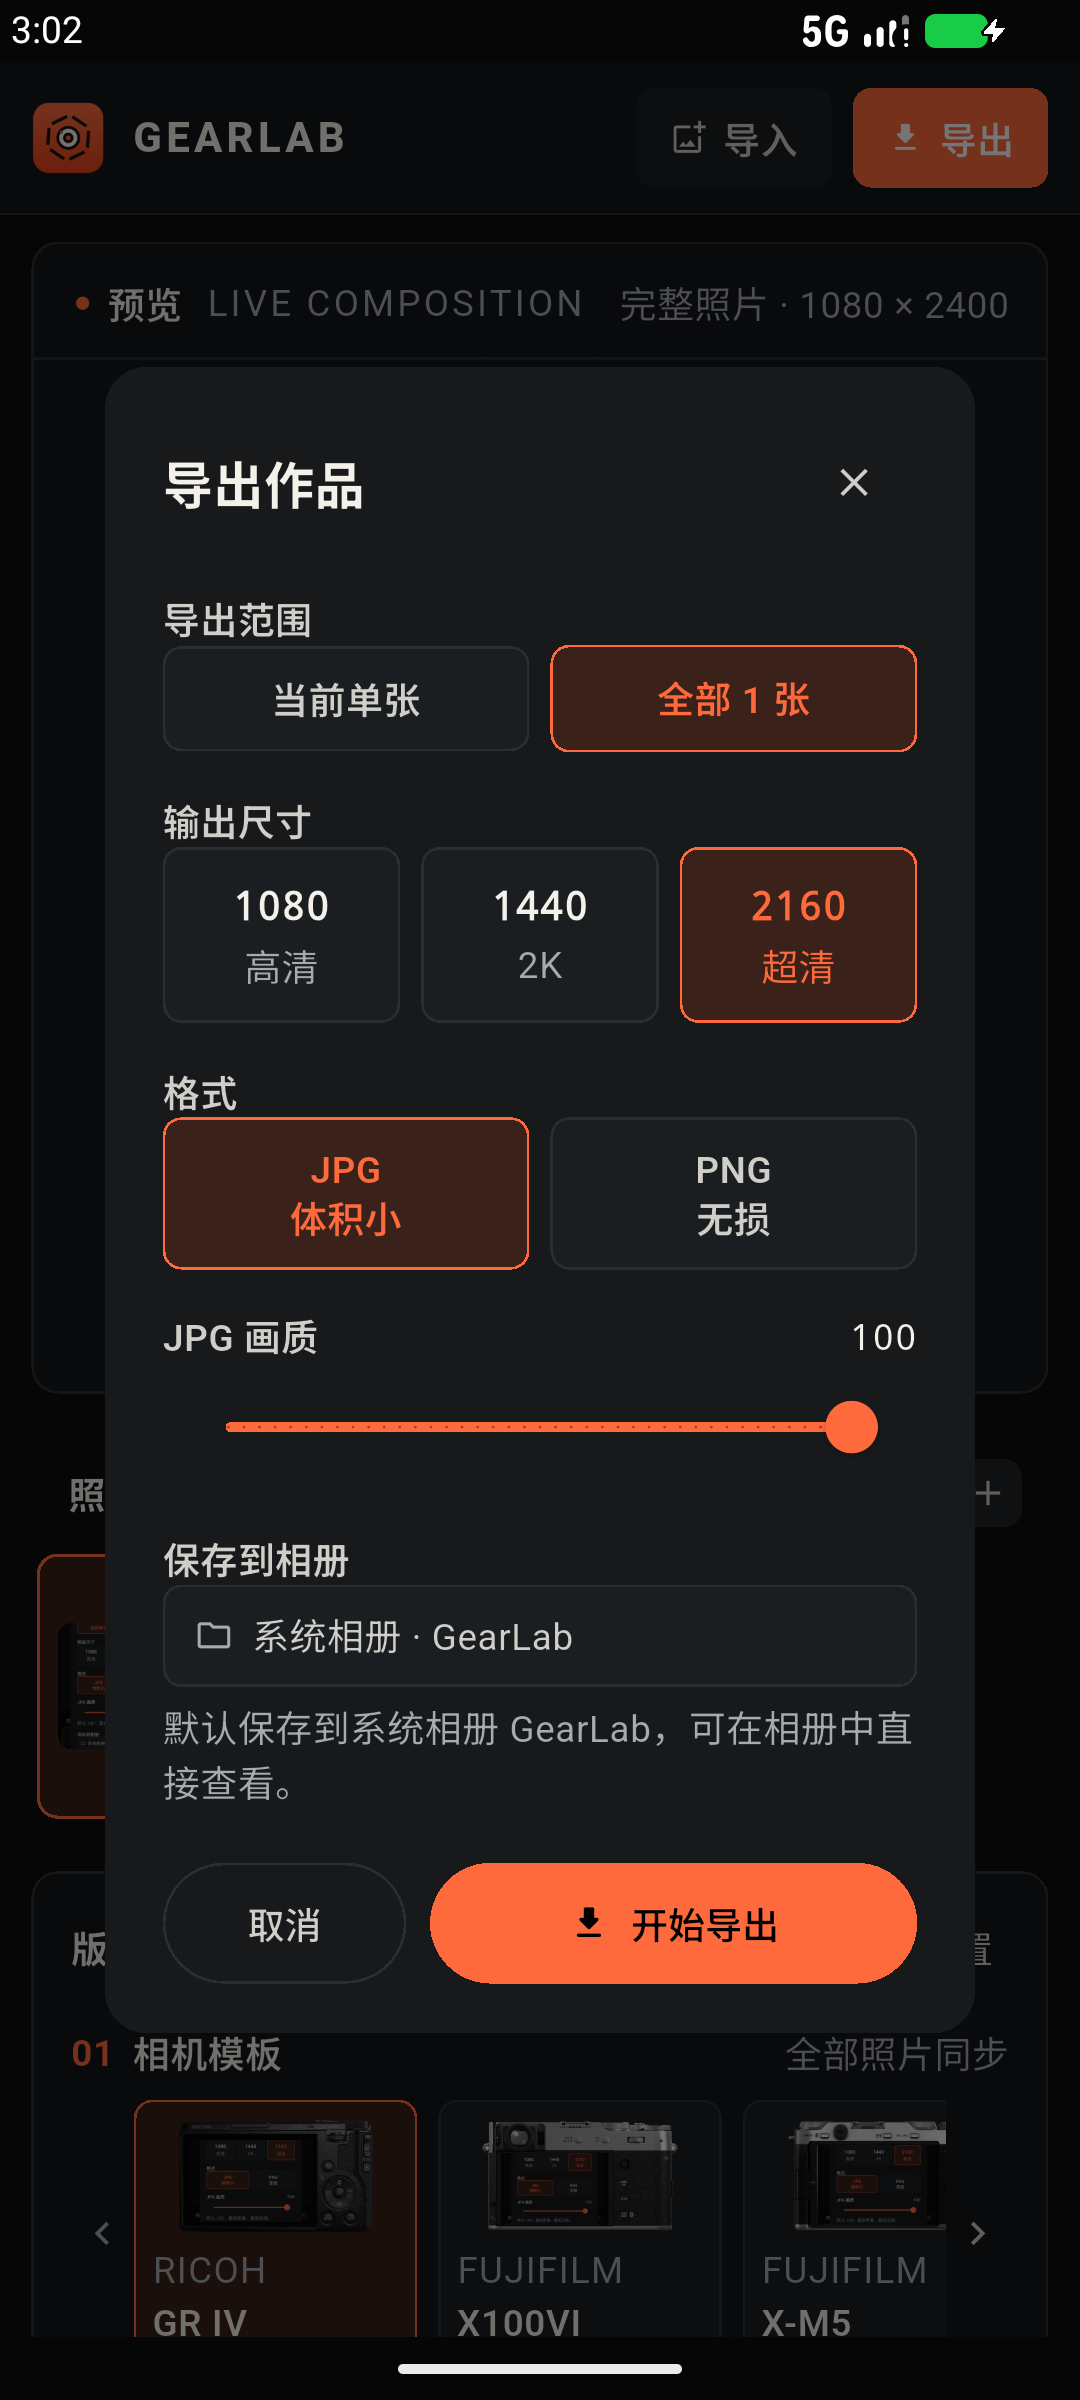 3:02
5G
GEARLAB
导入
导出
预览 LIVE COMPOSITION 完整照片 · 1080 × 2400
导出作品
导出范围
当前单张
全部 1 张
输出尺寸
1080
高清
1440
2K
2160
超清
格式
JPG
体积小
PNG
无损
JPG 画质
100
照
保存到相册
系统相册 · GearLab
默认保存到系统相册 GearLab，可在相册中直
接查看。
取消
开始导出
版
置
01 相机模板
全部照片同步
RICOH
GR IV
FUJIFILM
X100VI
FUJIFILM
X-M5